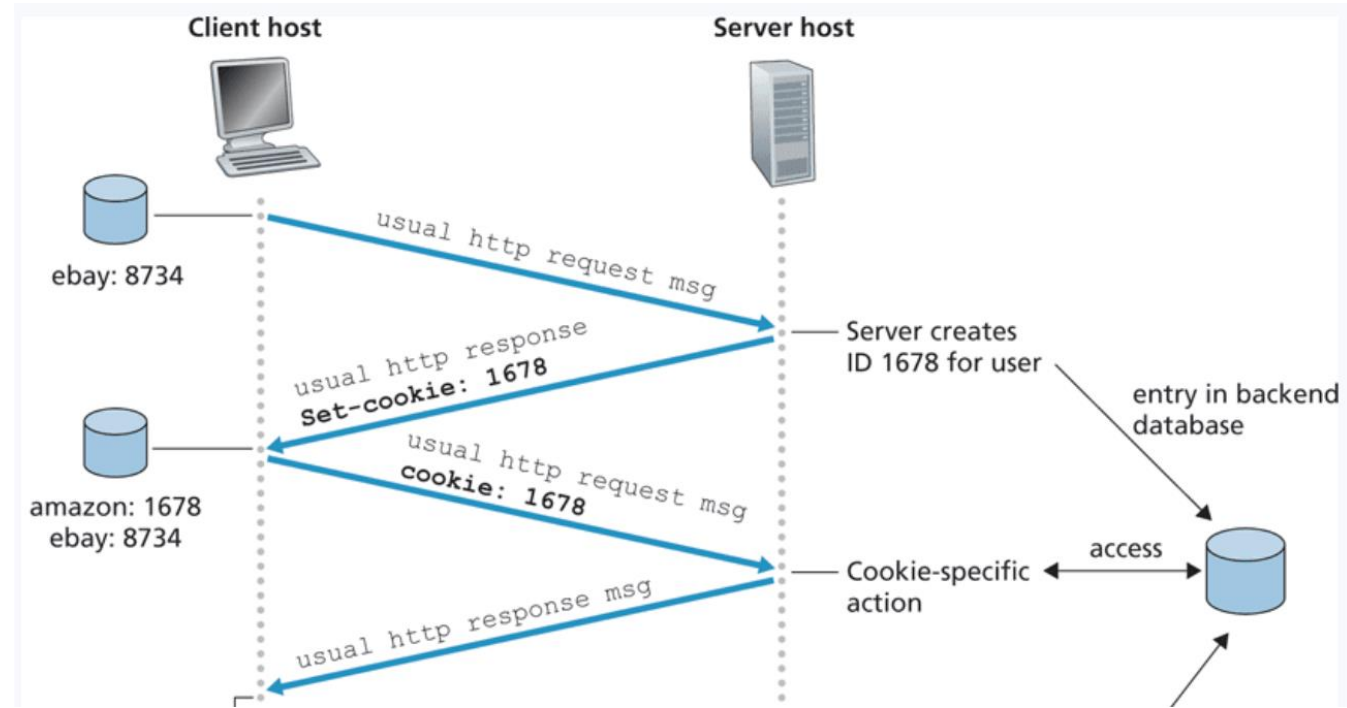 Client host
Server host
usual http request msg
ebay: 8734
Server creates
ID 1678 for user
usual http response
Set-cookie: 1678
entry in backend
database
usual http request msg
cookie: 1678
amazon: 1678
ebay: 8734
access
Cookie-specific
action
usual http response msg